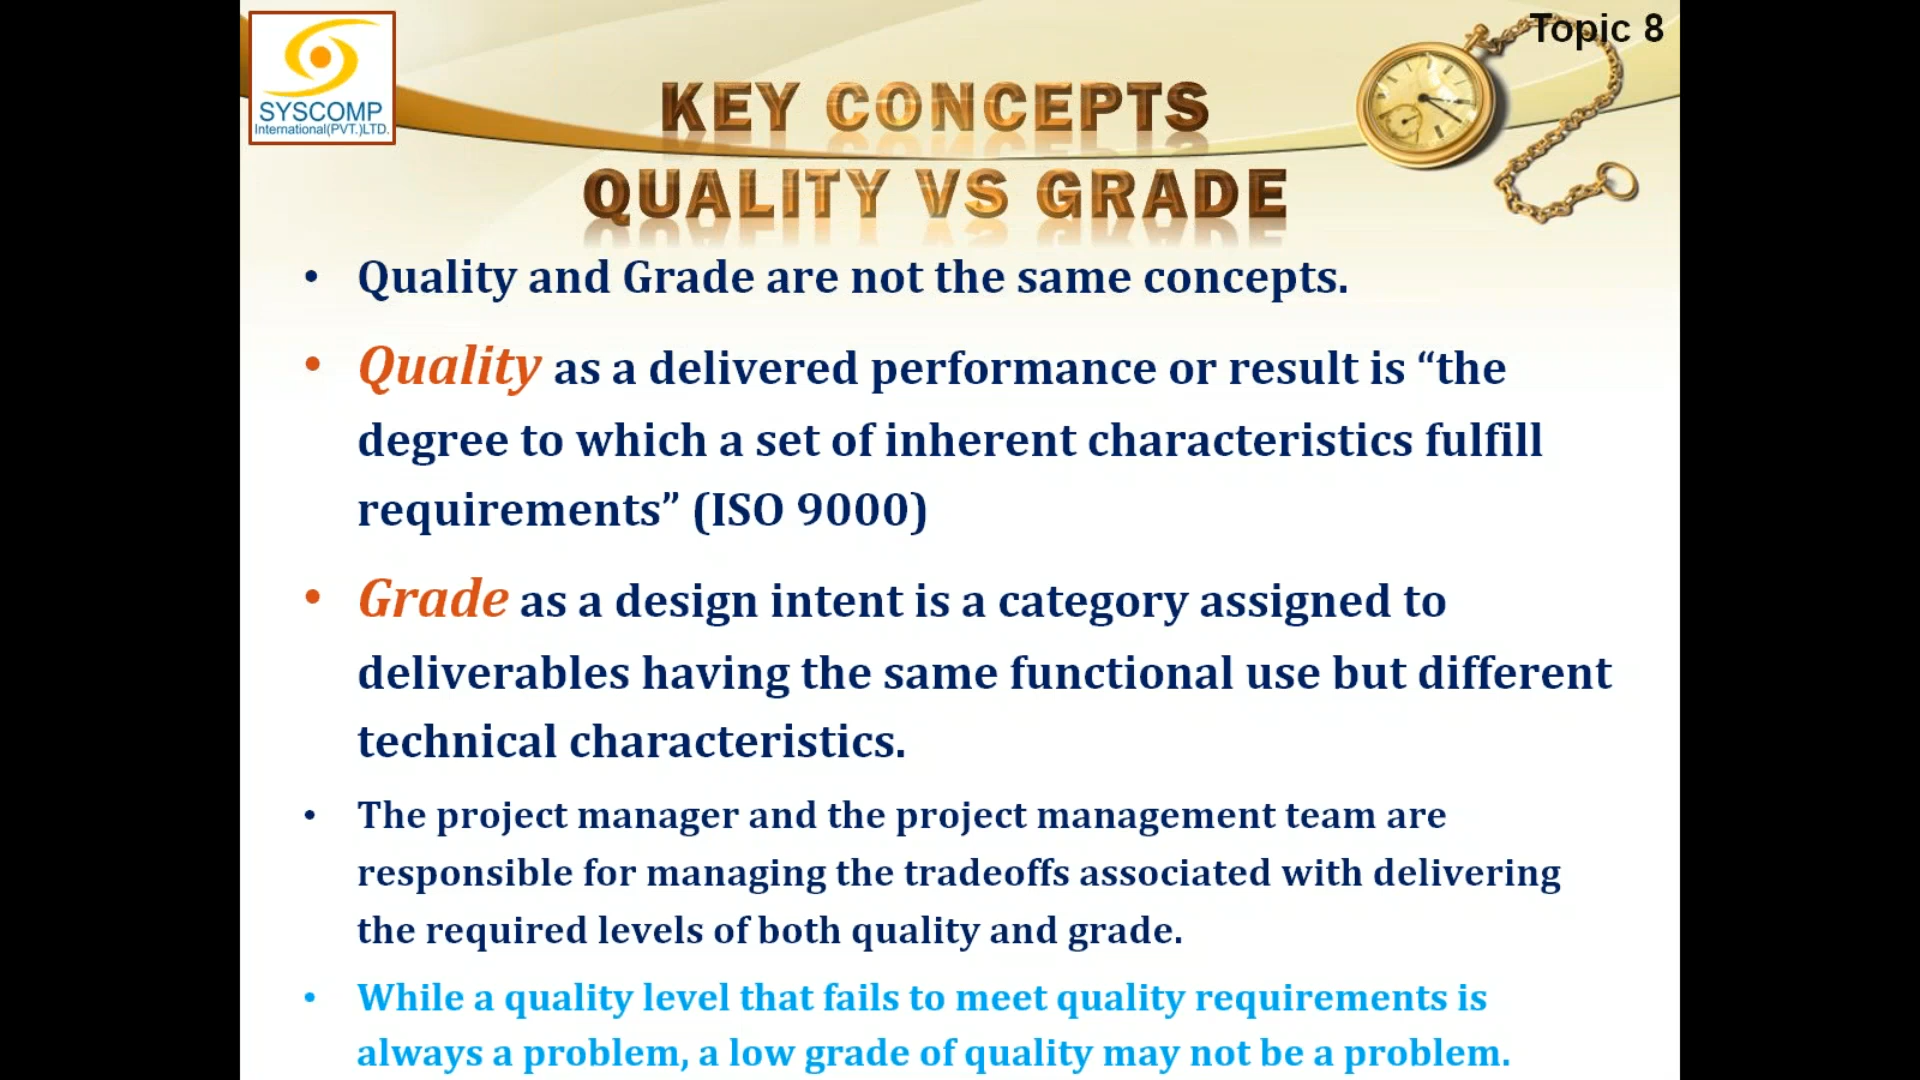 Topic 8
SYSCOMP
International(PVT.)LTD.
KEY CONCEPTS
QUALITY VS GRADE
• Quality and Grade are not the same concepts.
• Quality as a delivered performance or result is “the
degree to which a set of inherent characteristics fulfill
requirements” (ISO 9000)
• Grade as a design intent is a category assigned to
deliverables having the same functional use but different
technical characteristics.
• The project manager and the project management team are
responsible for managing the tradeoffs associated with delivering
the required levels of both quality and grade.
• While a quality level that fails to meet quality requirements is
always a problem, a low grade of quality may not be a problem.